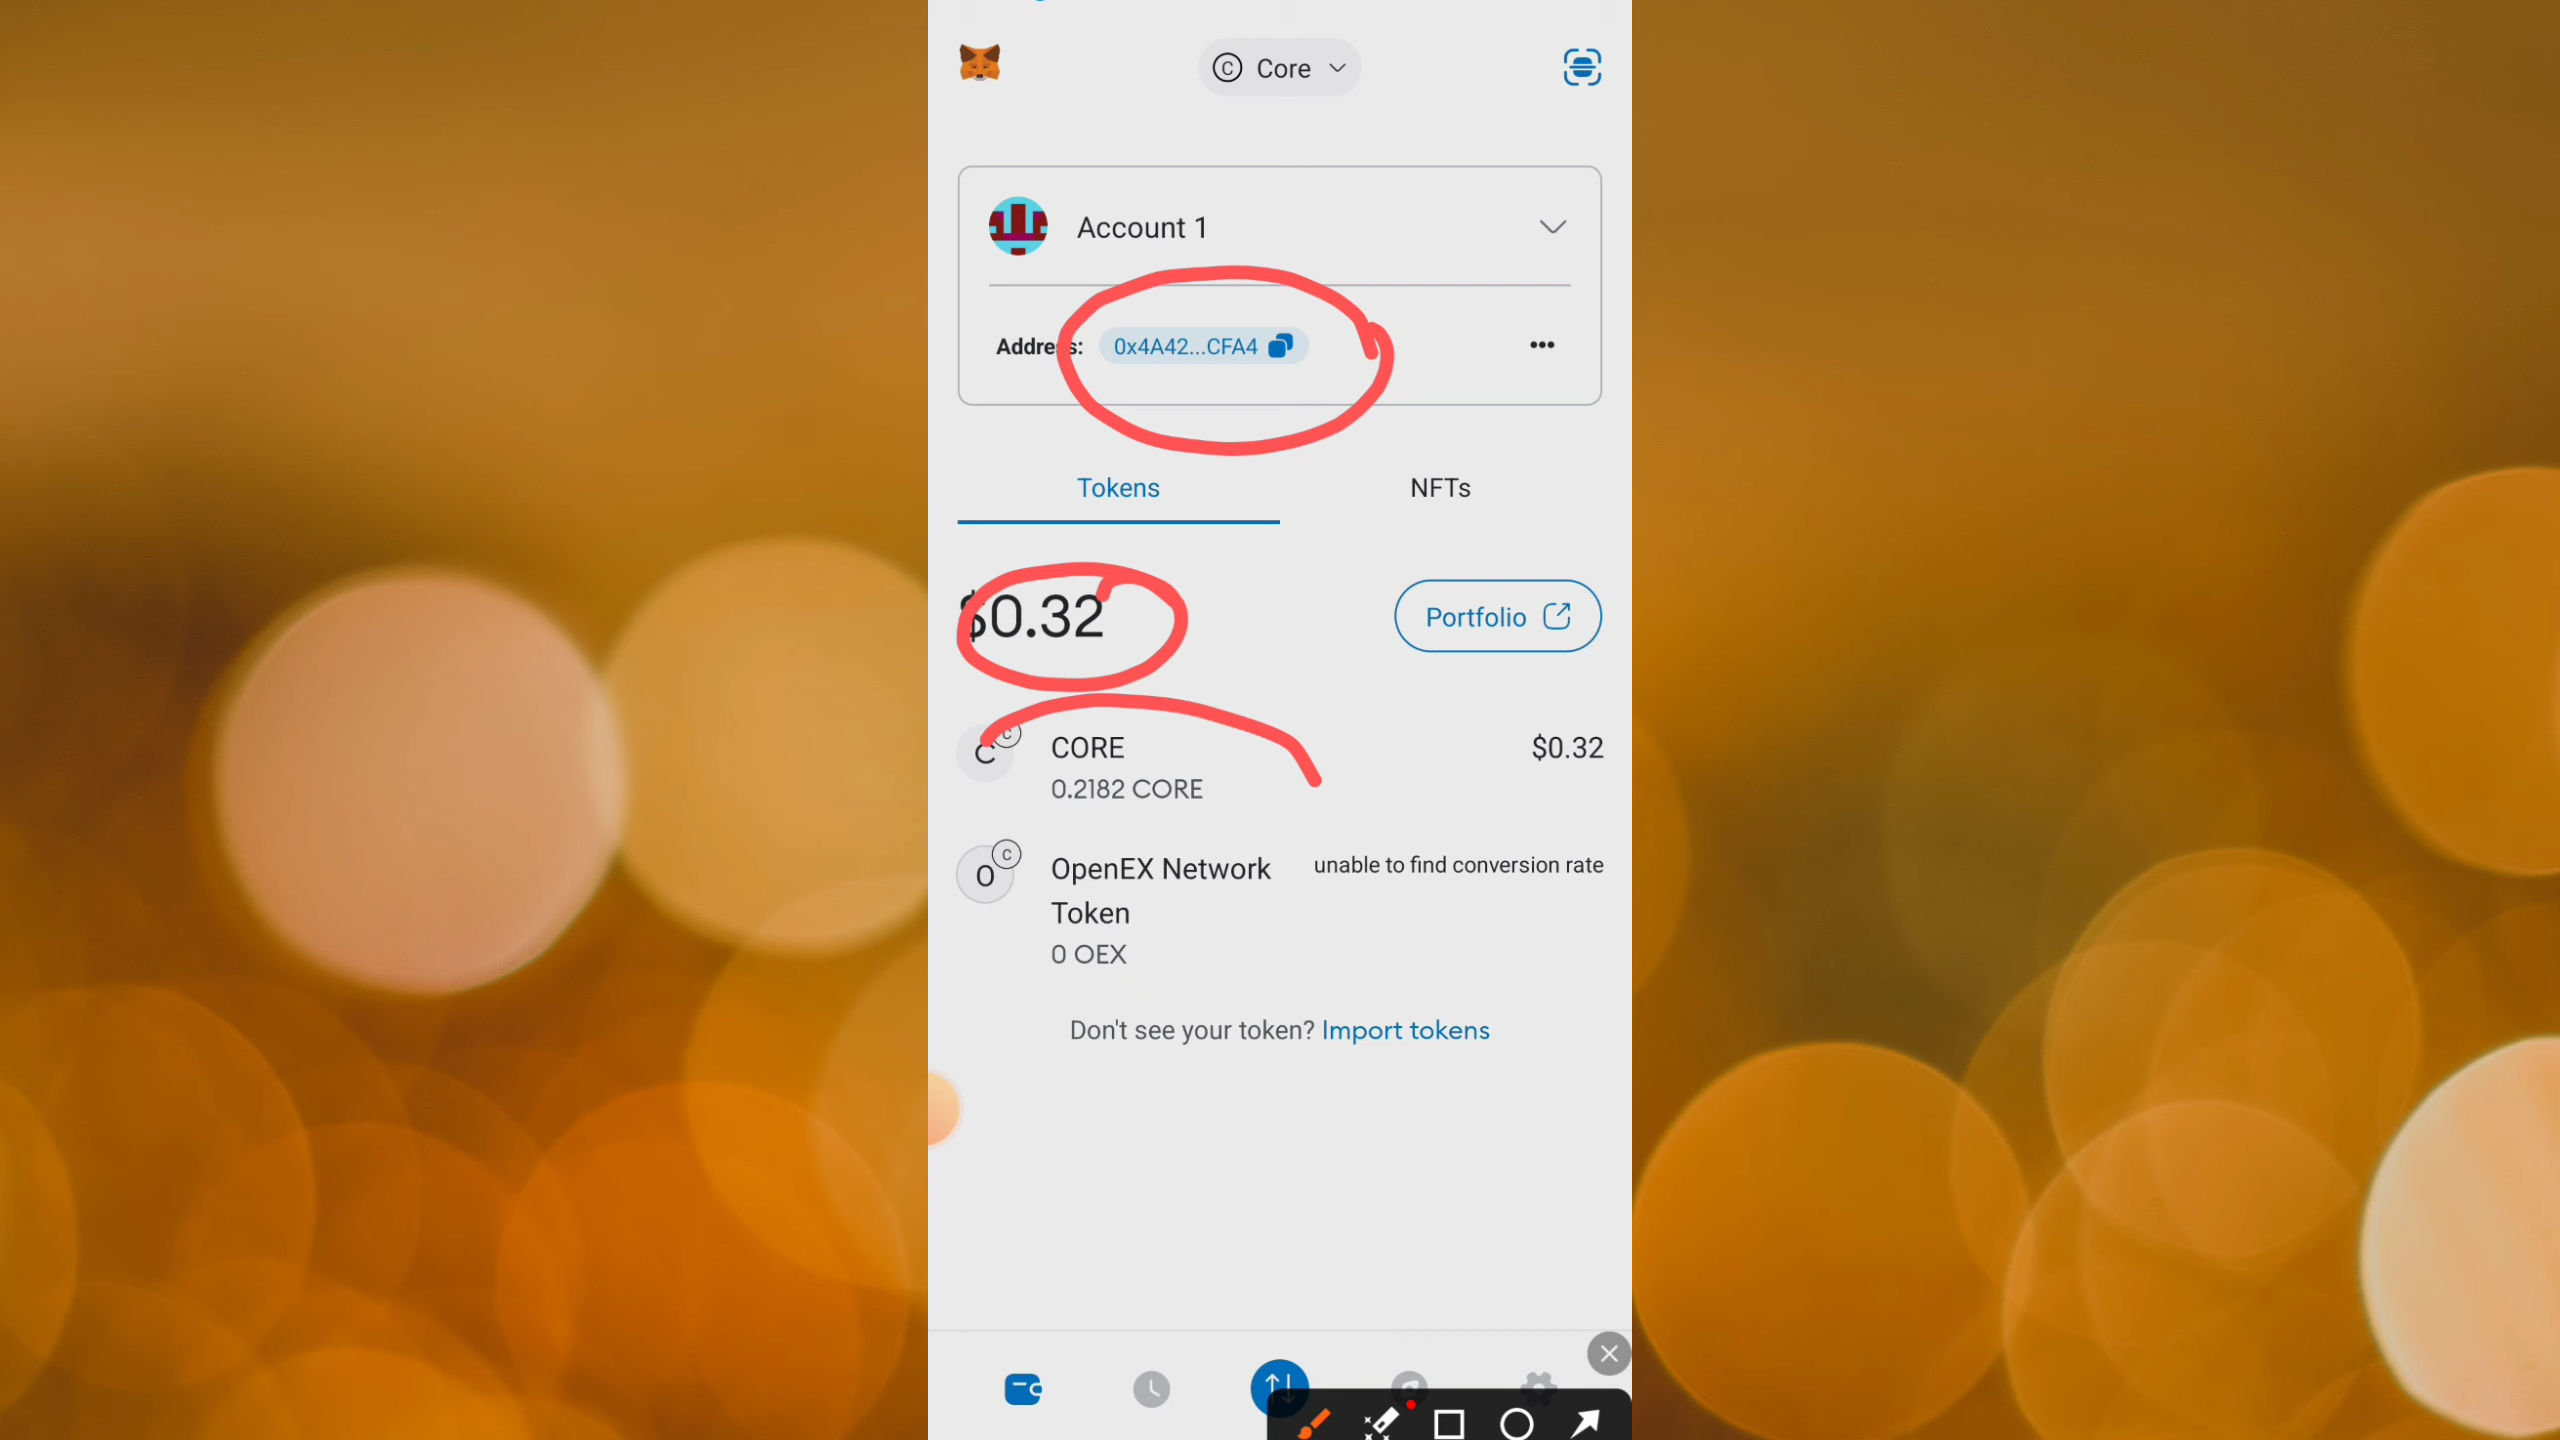 Core
Account 1
Address: 0x4A42...CFA4
Tokens
NFTs
$0.32
Portfolio
CORE
$0.32
0.2182 CORE
OpenEX Network
Token
unable to find conversion rate
0 OEX
Don't see your token? Import tokens